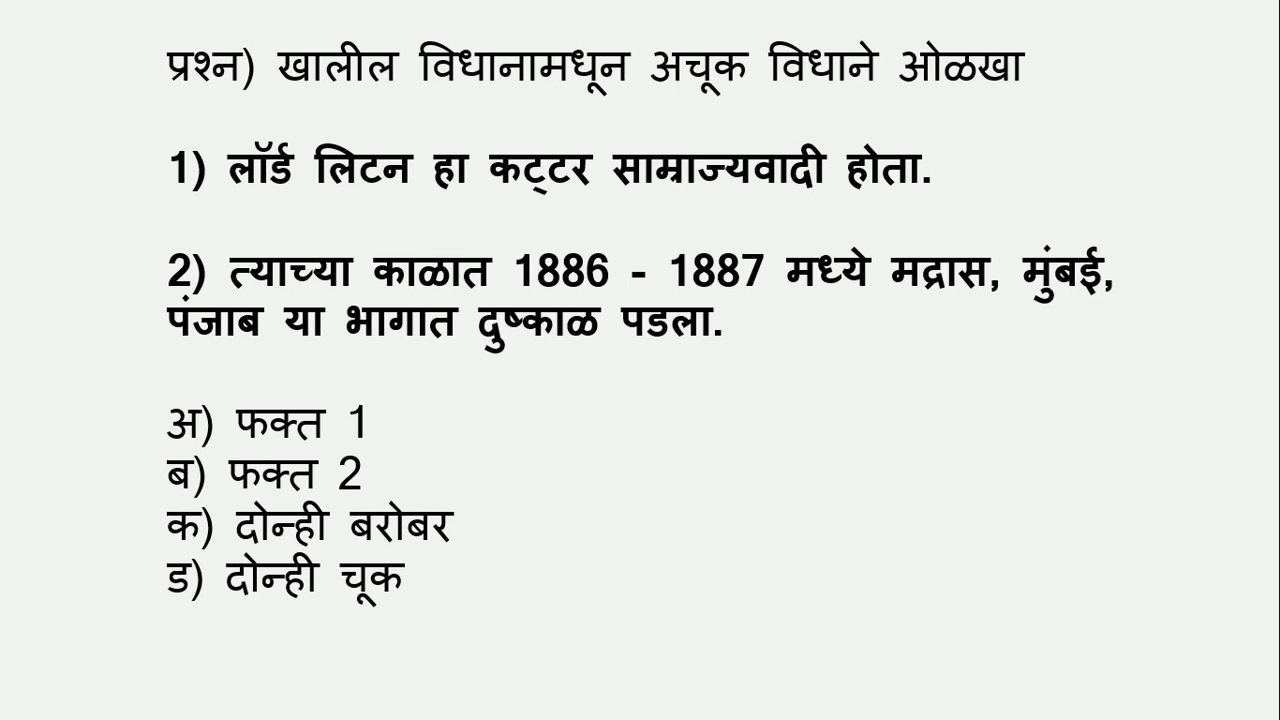 प्रश्न) खालील विधानामधून अचूक विधाने ओळखा
1) लॉर्ड लिटन हा कट्टर साम्राज्यवादी होता.
2) त्याच्या काळात 1886 - 1887 मध्ये मद्रास, मुंबई,
पंजाब या भागात दुष्काळ पडला.
अ) फक्त 1
ब) फक्त 2
क) दोन्ही बरोबर
ड) दोन्ही चूक